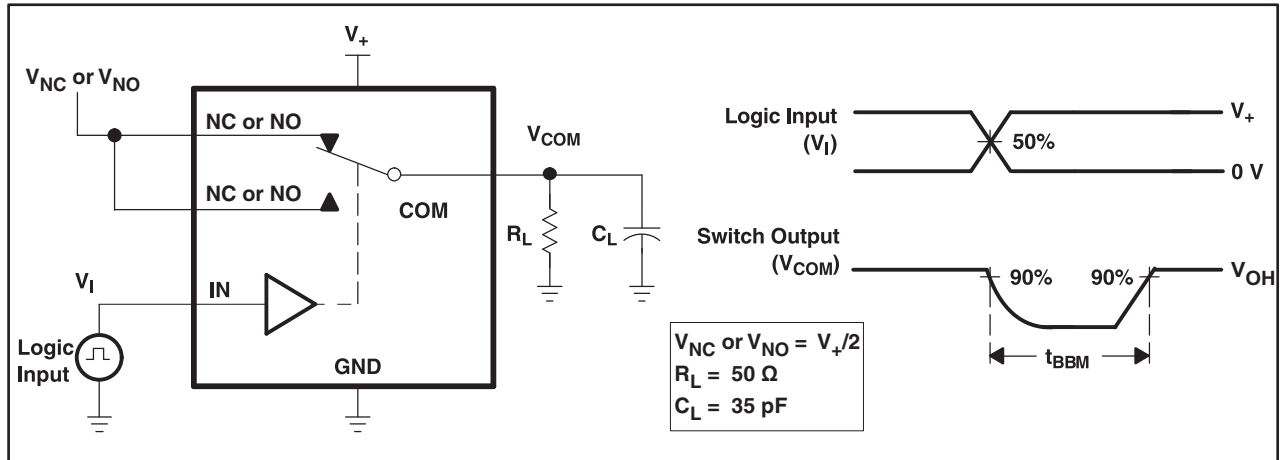 V+
VNC or VNO
NC or NO
NC or NO
VCOM
COM
RL
CL
VI
IN
Logic
Input
GND
VNC or VNO = V+/2
RL = 50 Ω
CL = 35 pF
Logic Input
(VI)
50%
V+
0 V
Switch Output
(VCOM)
90%
90%
VOH
tBBM